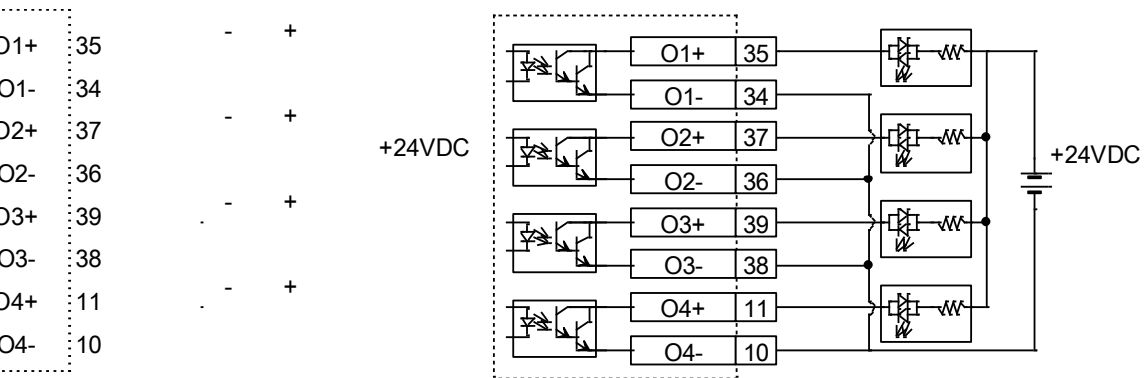 O1+ 35 - +
O1- 34
O2+ 37 - +
O2- 36
O3+ 39 - +
O3- 38
O4+ 11 - +
O4- 10
+24VDC
O1+ 35
O1- 34
O2+ 37
O2- 36
O3+ 39
O3- 38
O4+ 11
O4- 10
+24VDC